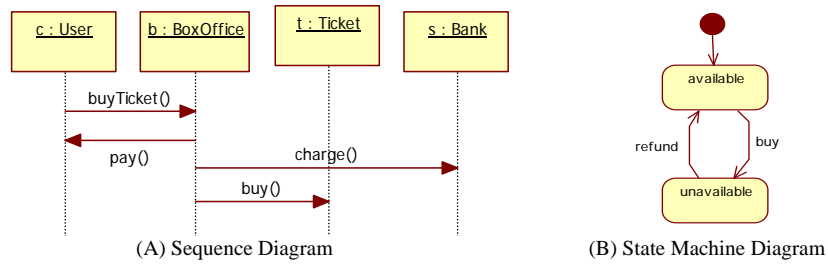 c : User
b : BoxOffice
t : Ticket
s : Bank
buyTicket()
pay()
charge()
buy()
(A) Sequence Diagram
available
refund
buy
unavailable
(B) State Machine Diagram